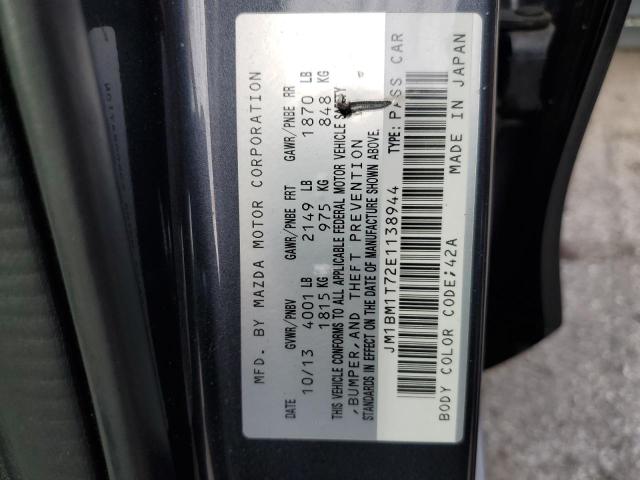 MFD. BY MAZDA MOTOR CORPORATION
DATE GVWR/PNBV GAWR/PNBE FRT GAWR/PNBE RR
10/13 4001 LB 2149 LB 1870 LB
1815 KG 975 KG 848 KG
THIS VEHICLE CONFORMS TO ALL APPLICABLE FEDERAL MOTOR VEHICLE SAFETY
,BUMPER,AND THEFT PREVENTION
STANDARDS IN EFFECT ON THE DATE OF MANUFACTURE SHOWN ABOVE.
JM1BM1T72E1138944 TYPE: PASS CAR
BODY COLOR CODE;42A MADE IN JAPAN